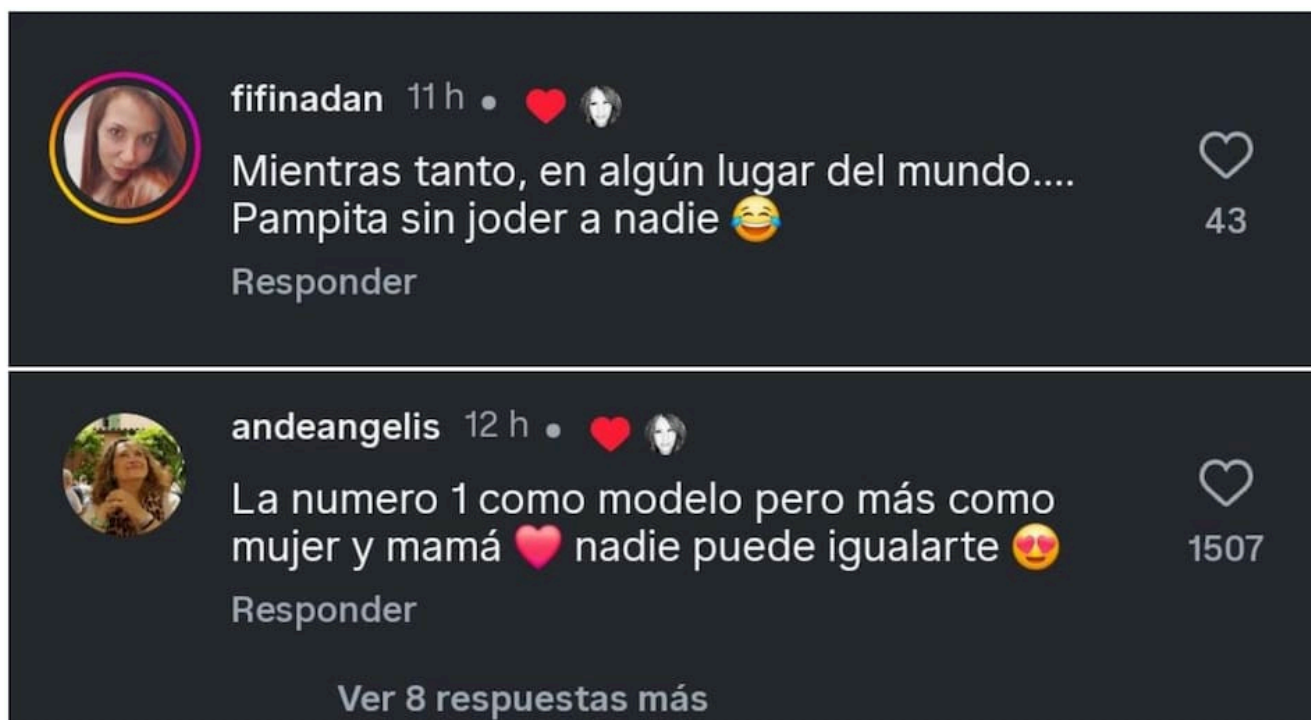 fifinadan 11 h •
Mientras tanto, en algún lugar del mundo....
Pampita sin joder a nadie 😂
43
Responder
andeangelis 12 h •
La numero 1 como modelo pero más como
mujer y mamá ❤️ nadie puede igualarte 😍
1507
Responder
Ver 8 respuestas más